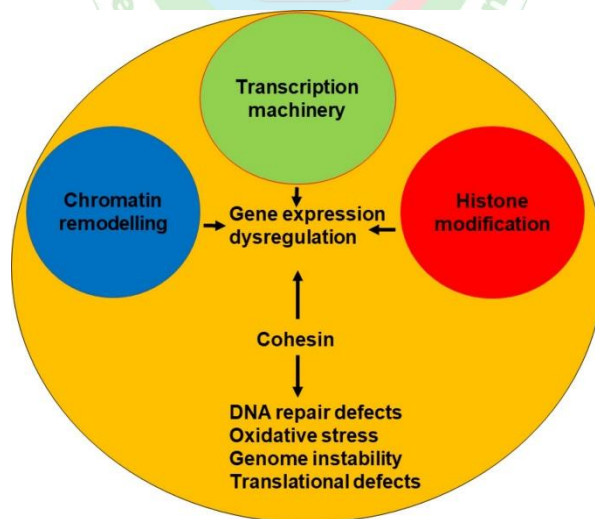 Transcription
machinery
Chromatin
remodelling
Histone
modification
Gene expression
dysregulation
Cohesin
DNA repair defects
Oxidative stress
Genome instability
Translational defects